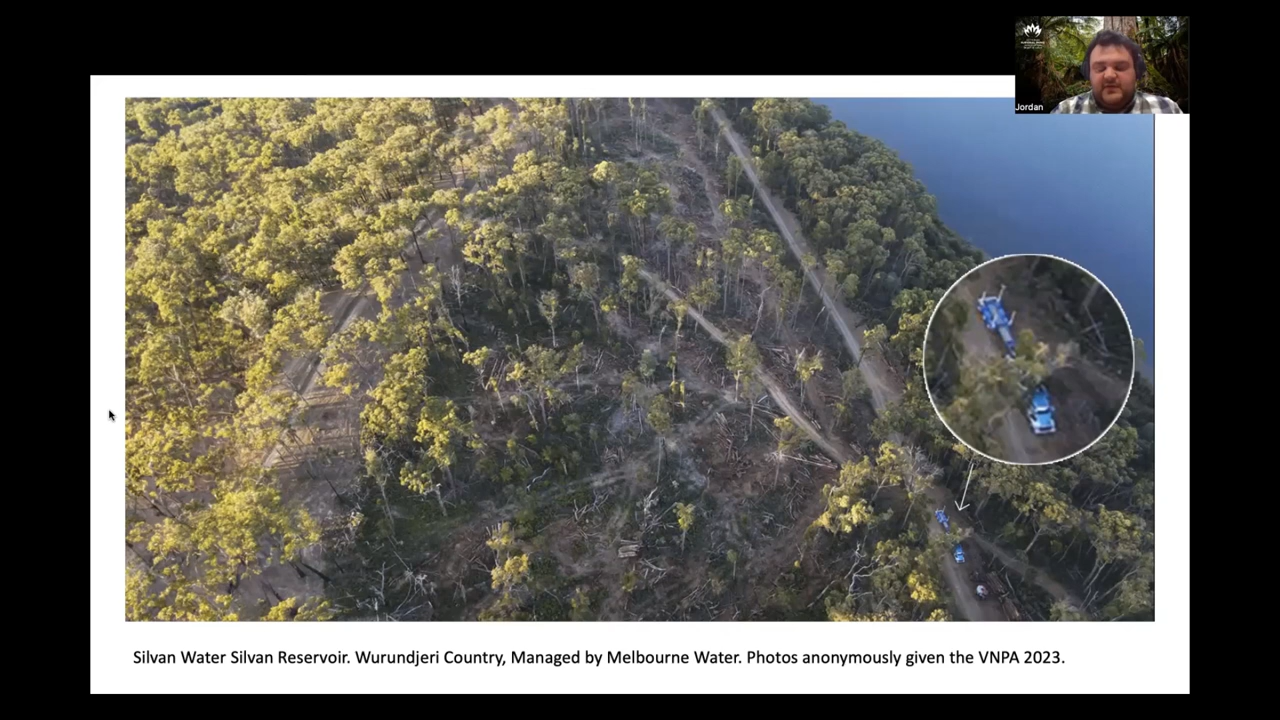 Jordan
Silvan Water Silvan Reservoir. Wurundjeri Country, Managed by Melbourne Water. Photos anonymously given the VNPA 2023.